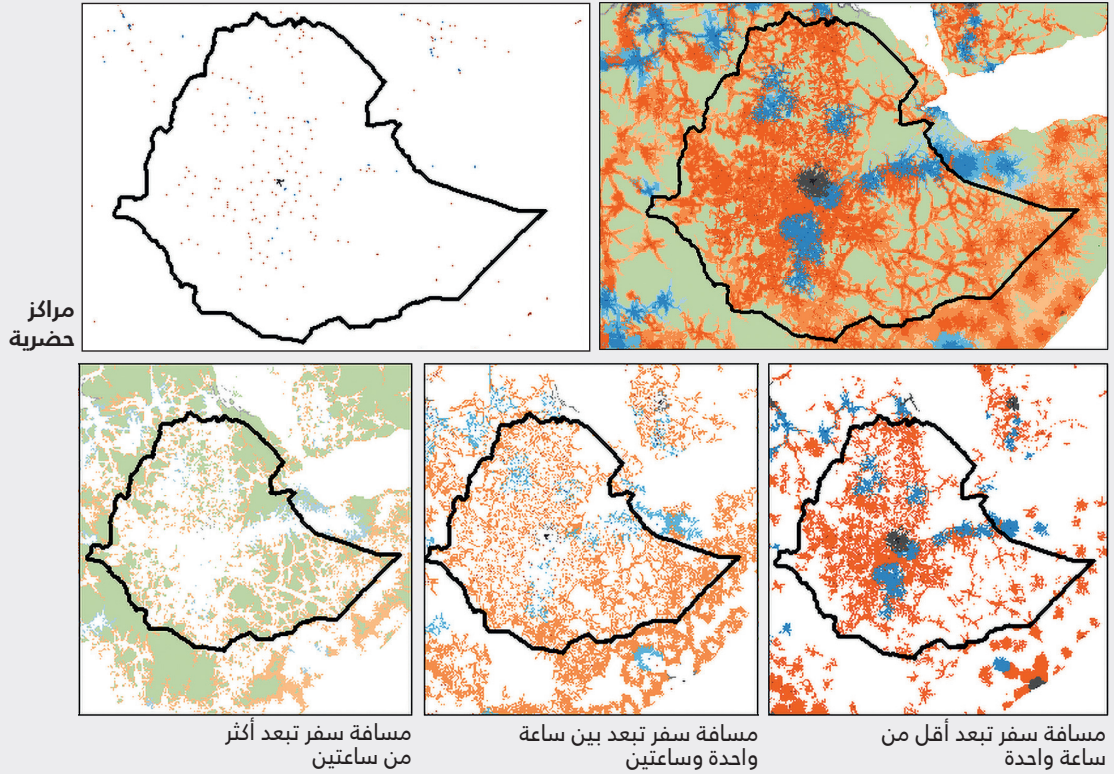 مراكز
حضرية
مسافة سفر تبعد أقل من
ساعة واحدة
مسافة سفر تبعد بين ساعة
واحدة وساعتين
مسافة سفر تبعد أكثر
من ساعتين